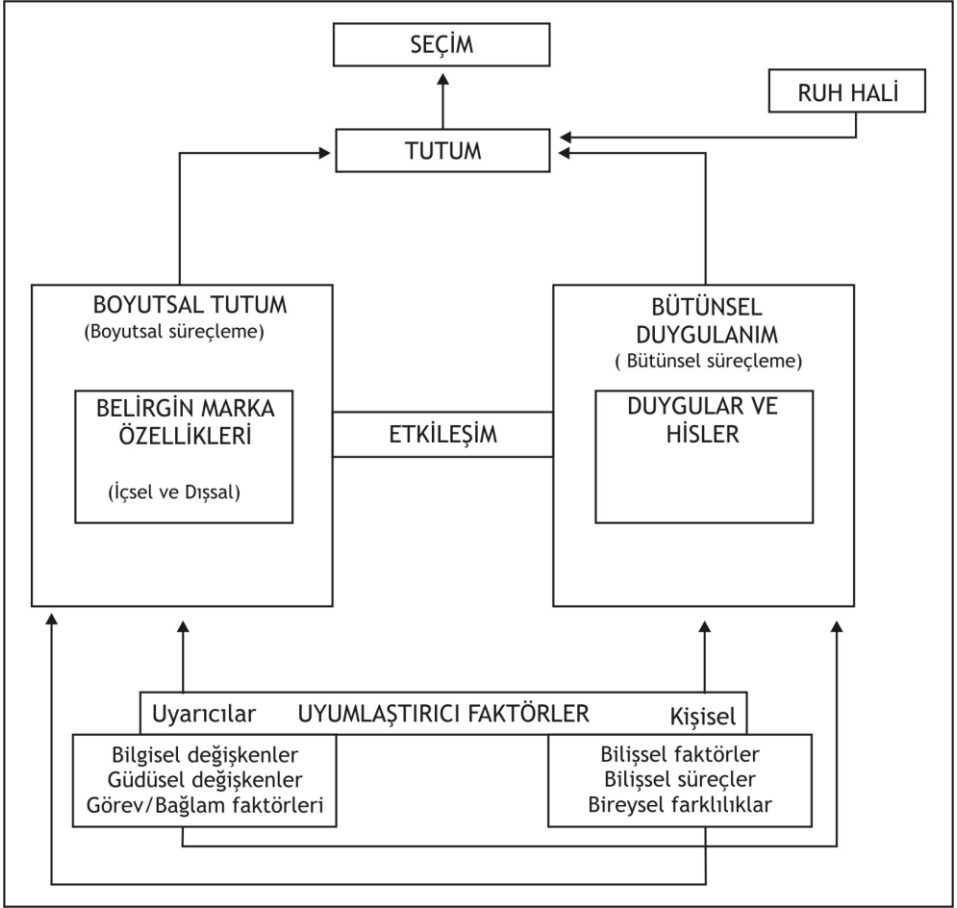 SEÇİM
RUH HALİ
TUTUM
BOYUTSAL TUTUM
(Boyutsal süreçleme)
BELİRGİN MARKA
ÖZELLİKLERİ
(İçsel ve Dışsal)
ETKİLEŞİM
BÜTÜNSEL
DUYGULANIM
( Bütünsel süreçleme)
DUYGULAR VE
HİSLER
Uyarıcılar UYUMLAŞTIRICI FAKTÖRLER Kişisel
Bilgisel değişkenler
Güdüsel değişkenler
Görev/Bağlam faktörleri
Bilişsel faktörler
Bilişsel süreçler
Bireysel farklılıklar